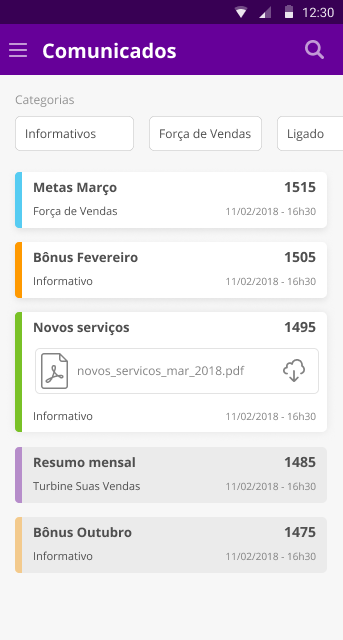 12:30
Comunicados
Categorias
Informativos Força de Vendas Ligado
Metas Março 1515
Força de Vendas 11/02/2018 - 16h30
Bônus Fevereiro 1505
Informativo 11/02/2018 - 16h30
Novos serviços 1495
novos_servicos_mar_2018.pdf
Informativo 11/02/2018 - 16h30
Resumo mensal 1485
Turbine Suas Vendas 11/02/2018 - 16h30
Bônus Outubro 1475
Informativo 11/02/2018 - 16h30